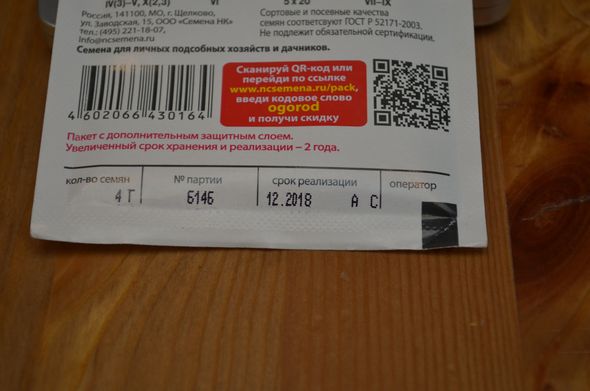 IV(3)–V, X(2,3) VI 5 x 20 VII–IX
Россия, 141100, МО, г. Щелково,
ул. Заводская, 15, ООО «Семена НК»
тел.: (495) 221-18-07,
info@ncsemena.ru
Сортовые и посевные качества
семян соответствуют ГОСТ Р 52171-2003.
Не подлежит обязательной сертификации.
Семена для личных подсобных хозяйств и дачников.
4 602066 430164
Сканируй QR-код или
перейди по ссылке
www.ncsemena.ru/pack,
введи кодовое слово
ogorod
и получи скидку
Пакет с дополнительным защитным слоем.
Увеличенный срок хранения и реализации – 2 года.
кол-во семян № партии срок реализации оператор
4 Г 6146 12.2018 А С